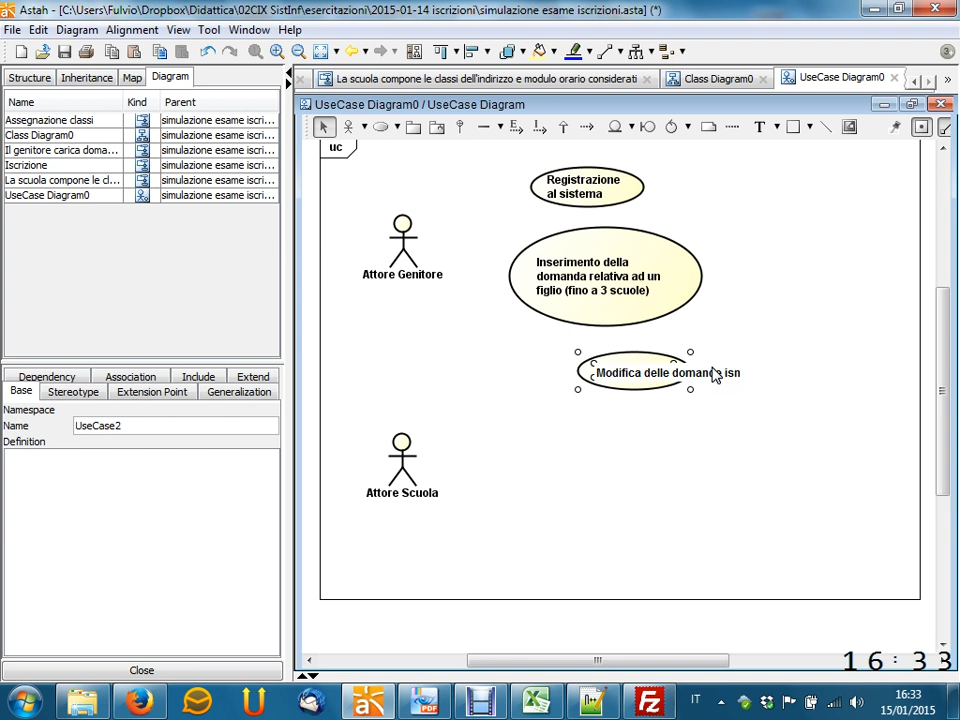 Astah - [C:\Users\Fulvio\Dropbox\Didattica\02CIX SistInf\esercitazioni\2015-01-14 iscrizioni\simulazione esame iscrizioni.asta] (*)
File Edit Diagram Alignment View Tool Window Help
3
Structure Inheritance Map Diagram
La scuola compone le classi dell'indirizzo e modulo orario considerati Class Diagram0 UseCase Diagram0
UseCase Diagram0 / UseCase Diagram
Name Kind Parent
Assegnazione classi simulazione esame iscri...
Class Diagram0 simulazione esame iscri...
Il genitore carica doma... simulazione esame iscri...
Iscrizione simulazione esame iscri...
La scuola compone le cl... simulazione esame iscri...
UseCase Diagram0 simulazione esame iscri...
uc
Registrazione
al sistema
Attore Genitore
Inserimento della
domanda relativa ad un
figlio (fino a 3 scuole)
Modifica delle domande isn
Attore Scuola
Dependency Association Include Extend
Base Stereotype Extension Point Generalization
Namespace
Name UseCase2
Definition
Close
16:33
IT
16:33
15/01/2015